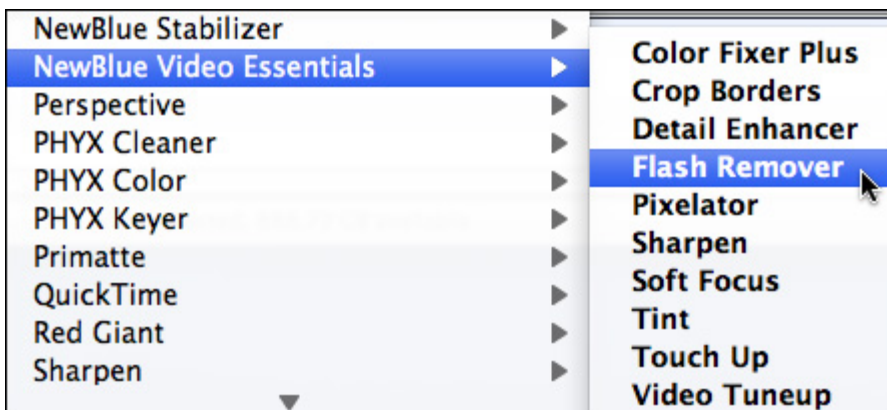 NewBlue Stabilizer
NewBlue Video Essentials
Perspective
PHYX Cleaner
PHYX Color
PHYX Keyer
Primatte
QuickTime
Red Giant
Sharpen
Color Fixer Plus
Crop Borders
Detail Enhancer
Flash Remover
Pixelator
Sharpen
Soft Focus
Tint
Touch Up
Video Tuneup